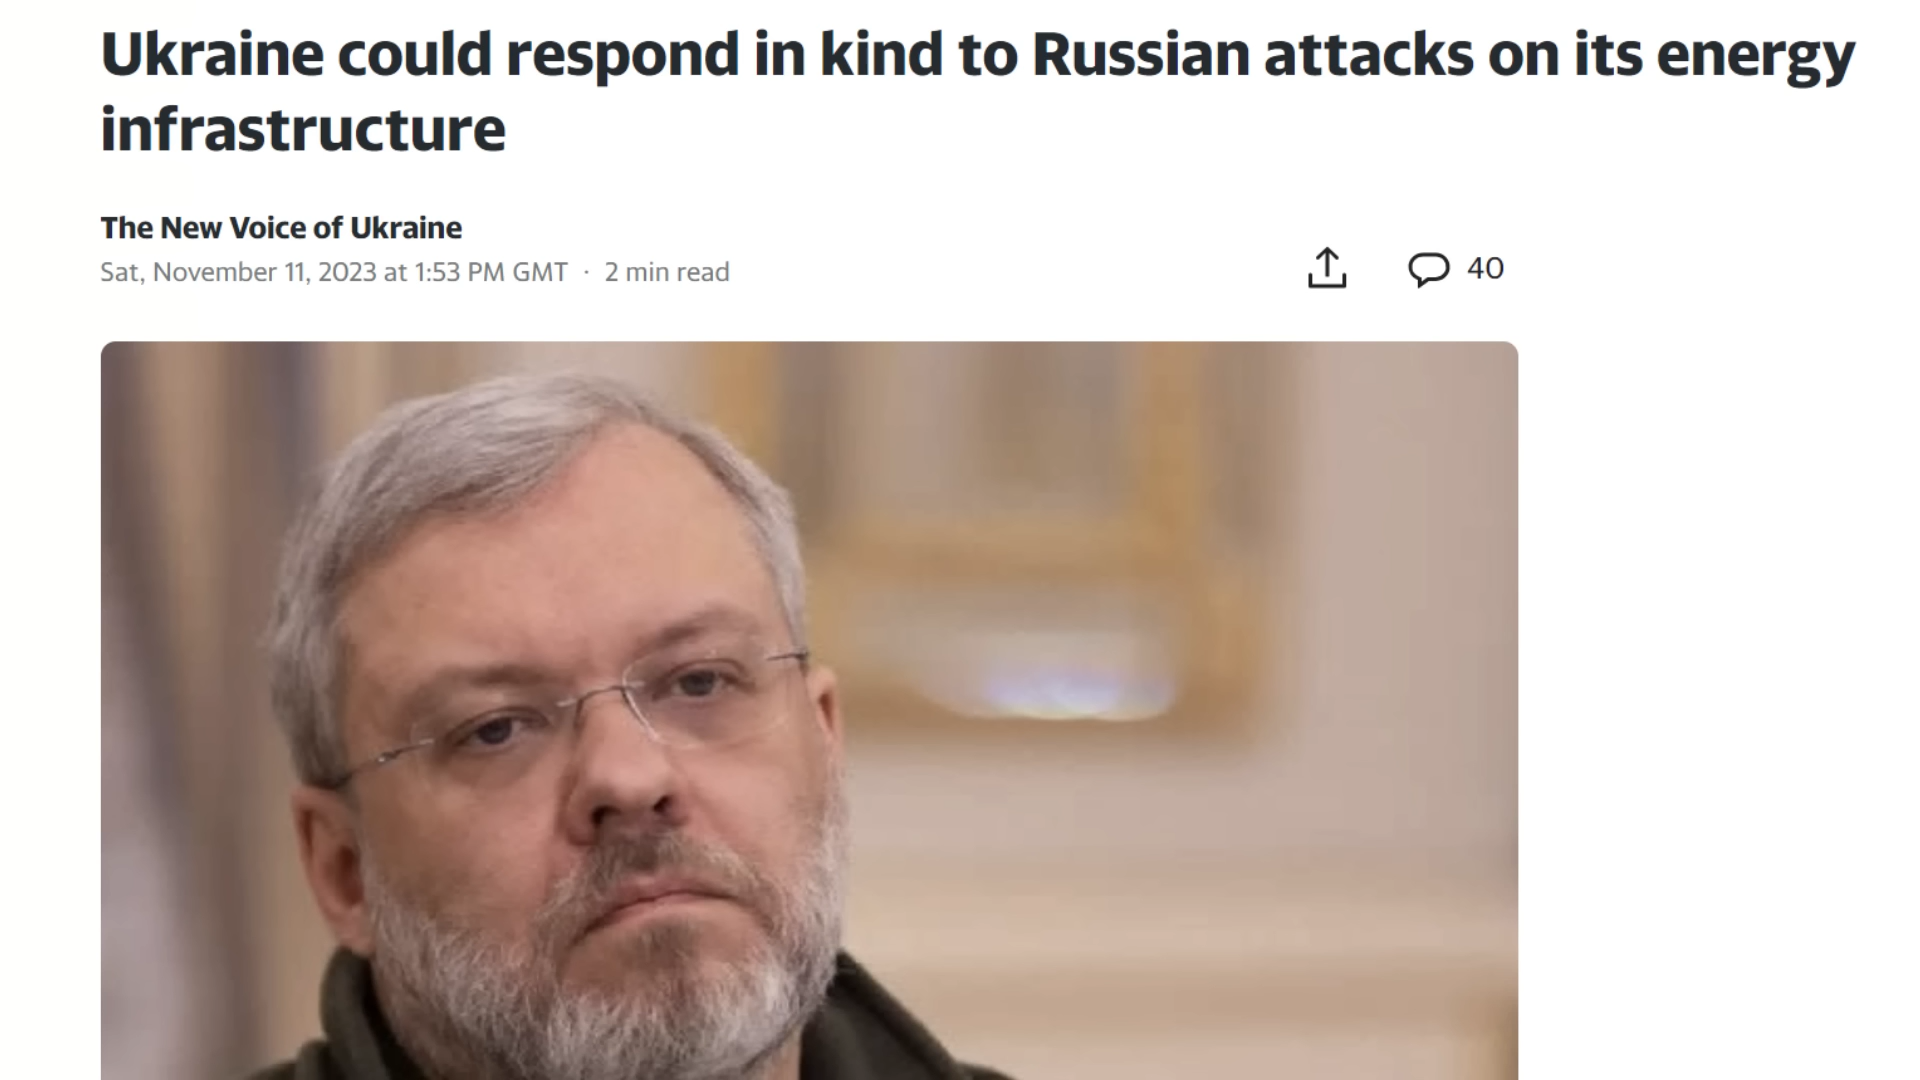 Ukraine could respond in kind to Russian attacks on its energy
infrastructure
The New Voice of Ukraine
Sat, November 11, 2023 at 1:53 PM GMT · 2 min read
40